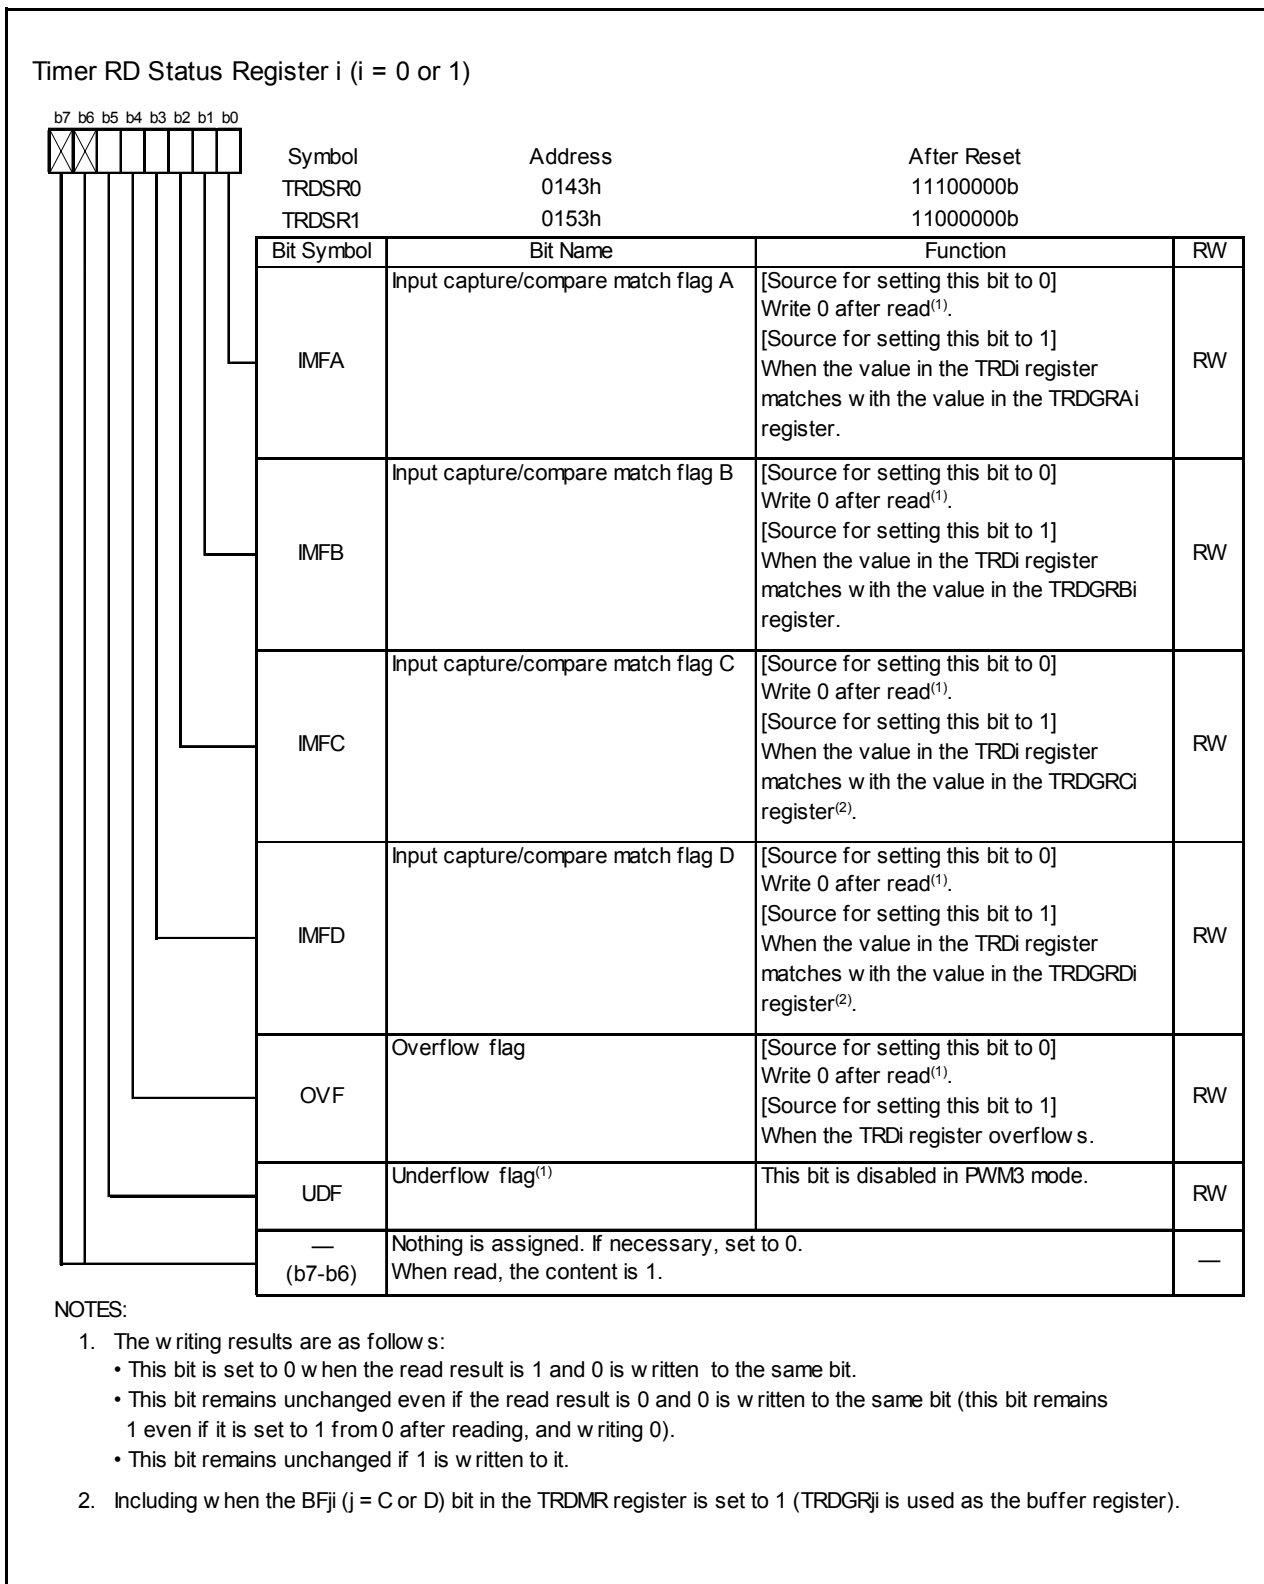 Timer RD Status Register i (i = 0 or 1)
b7 b6 b5 b4 b3 b2 b1 b0
Symbol Address After Reset
TRDSR0 0143h 11100000b
TRDSR1 0153h 11000000b
Bit Symbol Bit Name Function RW
IMFA Input capture/compare match flag A [Source for setting this bit to 0]
Write 0 after read(1).
[Source for setting this bit to 1]
When the value in the TRDi register
matches with the value in the TRDGRAi
register.
RW
IMFB Input capture/compare match flag B [Source for setting this bit to 0]
Write 0 after read(1).
[Source for setting this bit to 1]
When the value in the TRDi register
matches with the value in the TRDGRBi
register.
RW
IMFC Input capture/compare match flag C [Source for setting this bit to 0]
Write 0 after read(1).
[Source for setting this bit to 1]
When the value in the TRDi register
matches with the value in the TRDGRCi
register(2).
RW
IMFD Input capture/compare match flag D [Source for setting this bit to 0]
Write 0 after read(1).
[Source for setting this bit to 1]
When the value in the TRDi register
matches with the value in the TRDGRDi
register(2).
RW
OVF Overflow flag [Source for setting this bit to 0]
Write 0 after read(1).
[Source for setting this bit to 1]
When the TRDi register overflows.
RW
UDF Underflow flag(1) This bit is disabled in PWM3 mode. RW
— Nothing is assigned. If necessary, set to 0.
(b7-b6) When read, the content is 1. —
NOTES:
1. The writing results are as follows:
• This bit is set to 0 when the read result is 1 and 0 is written to the same bit.
• This bit remains unchanged even if the read result is 0 and 0 is written to the same bit (this bit remains
1 even if it is set to 1 from 0 after reading, and writing 0).
• This bit remains unchanged if 1 is written to it.
2. Including when the BFji (j = C or D) bit in the TRDMR register is set to 1 (TRDGRji is used as the buffer register).